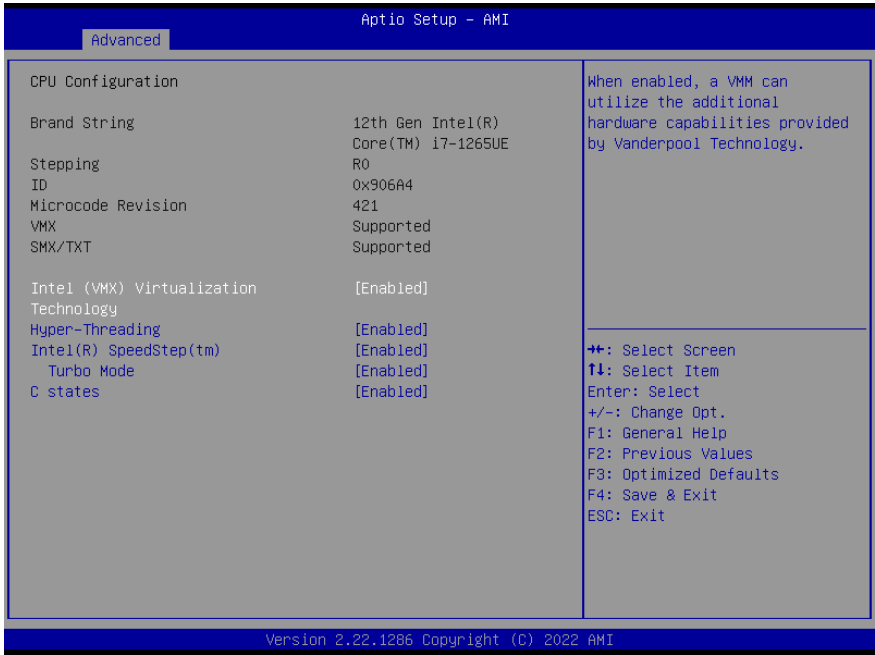 Aptio Setup – AMI
Advanced
CPU Configuration
Brand String 12th Gen Intel(R)
Core(TM) i7-1265UE
Stepping R0
ID 0x906A4
Microcode Revision 421
VMX Supported
SMX/TXT Supported
Intel (VMX) Virtualization [Enabled]
Technology
Hyper-Threading [Enabled]
Intel(R) SpeedStep(tm) [Enabled]
Turbo Mode [Enabled]
C states [Enabled]
When enabled, a VMM can
utilize the additional
hardware capabilities provided
by Vanderpool Technology.
→←: Select Screen
↑↓: Select Item
Enter: Select
+/-: Change Opt.
F1: General Help
F2: Previous Values
F3: Optimized Defaults
F4: Save & Exit
ESC: Exit
Version 2.22.1286 Copyright (C) 2022 AMI